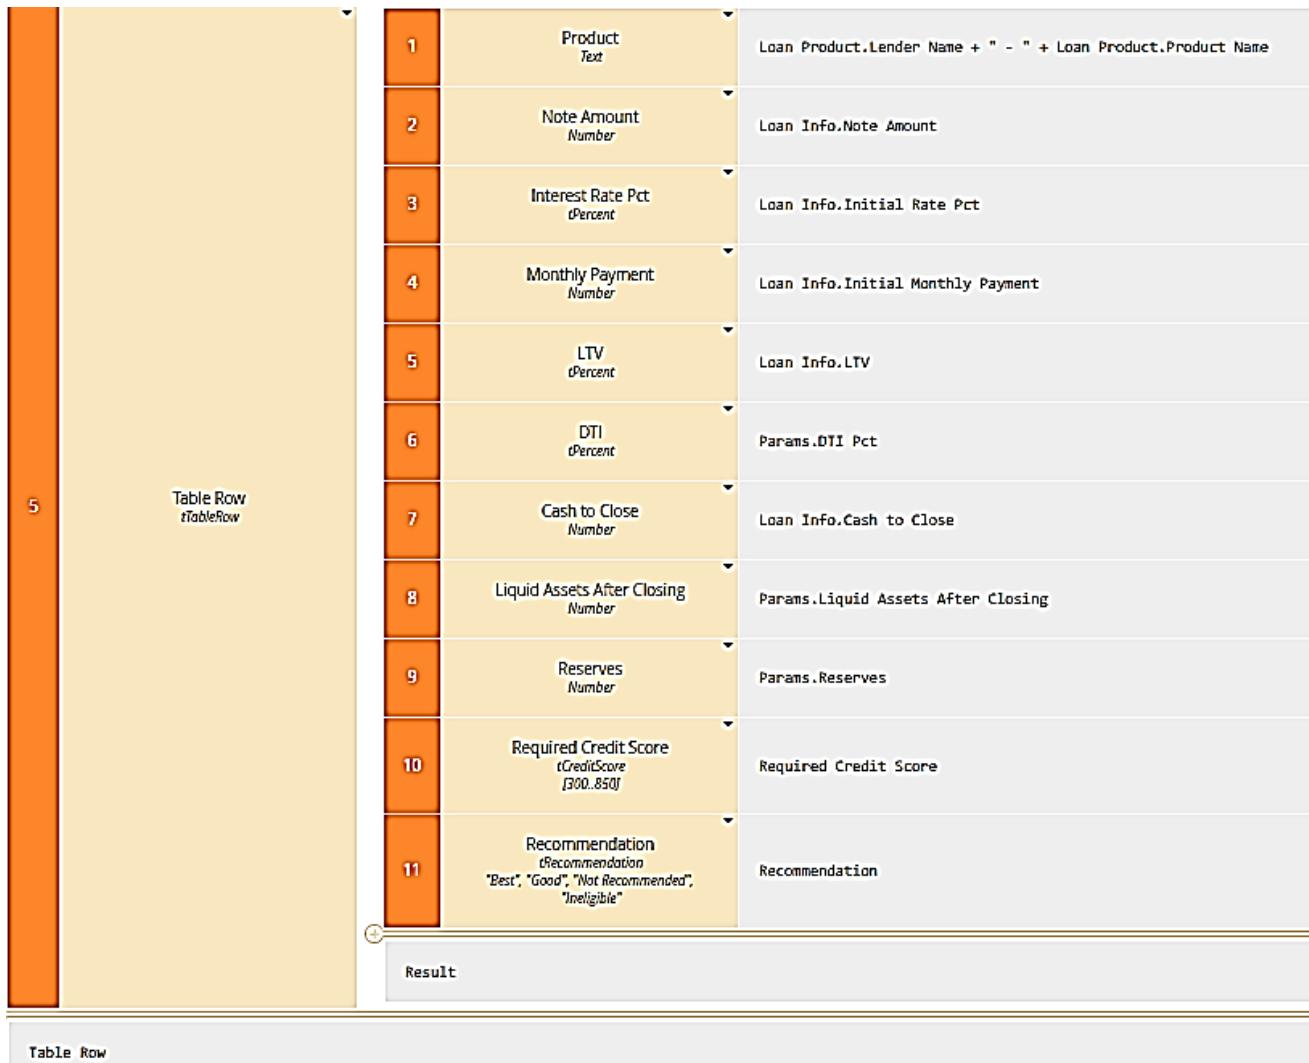 1
Product
Text
Loan Product.Lender Name + " - " + Loan Product.Product Name
2
Note Amount
Number
Loan Info.Note Amount
3
Interest Rate Pct
tPercent
Loan Info.Initial Rate Pct
4
Monthly Payment
Number
Loan Info.Initial Monthly Payment
5
LTV
tPercent
Loan Info.LTV
6
DTI
tPercent
Params.DTI Pct
5
Table Row
tTableRow
7
Cash to Close
Number
Loan Info.Cash to Close
8
Liquid Assets After Closing
Number
Params.Liquid Assets After Closing
9
Reserves
Number
Params.Reserves
10
Required Credit Score
tCreditScore
[300..850]
Required Credit Score
11
Recommendation
tRecommendation
"Best", "Good", "Not Recommended",
"Ineligible"
Recommendation
Result
Table Row